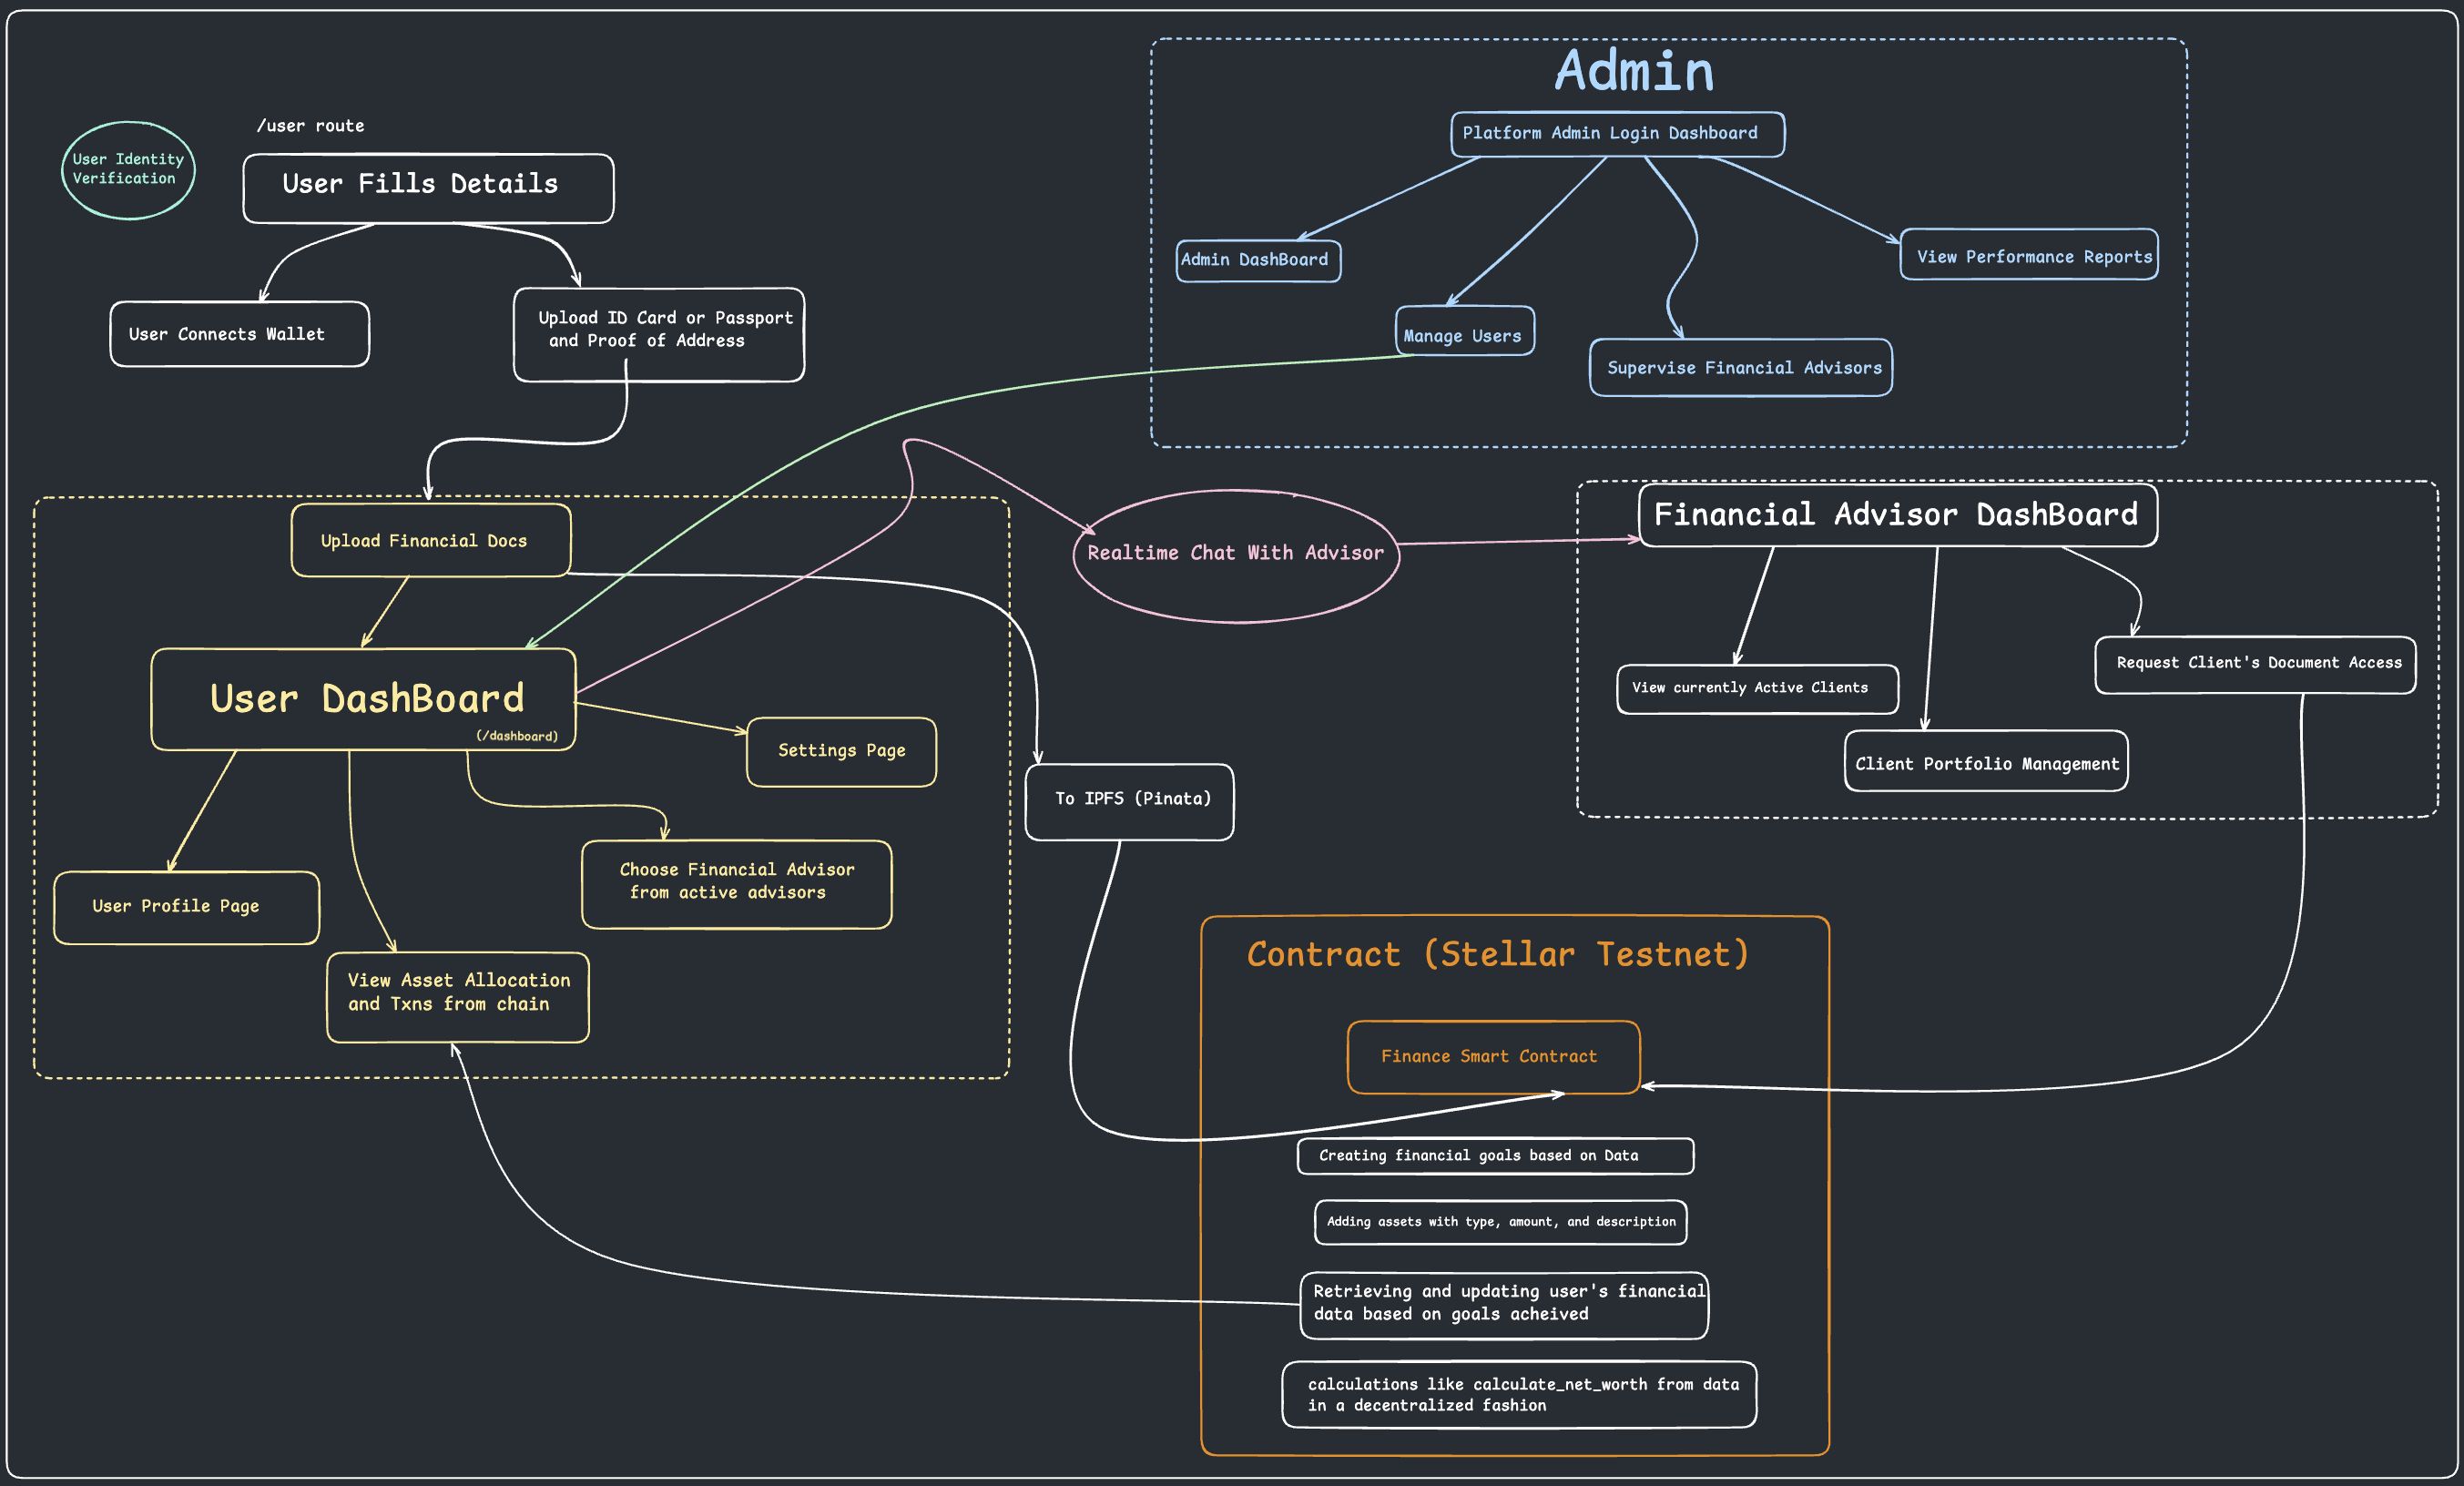 Admin
Platform Admin Login Dashboard
Admin DashBoard
Manage Users
Supervise Financial Advisors
View Performance Reports
User Identity
Verification
/user route
User Fills Details
User Connects Wallet
Upload ID Card or Passport
and Proof of Address
Upload Financial Docs
User DashBoard
(/dashboard)
Settings Page
Choose Financial Advisor
from active advisors
User Profile Page
View Asset Allocation
and Txns from chain
Realtime Chat With Advisor
Financial Advisor DashBoard
View currently Active Clients
Client Portfolio Management
Request Client's Document Access
To IPFS (Pinata)
Contract (Stellar Testnet)
Finance Smart Contract
Creating financial goals based on Data
Adding assets with type, amount, and description
Retrieving and updating user's financial
data based on goals acheived
calculations like calculate_net_worth from data
in a decentralized fashion